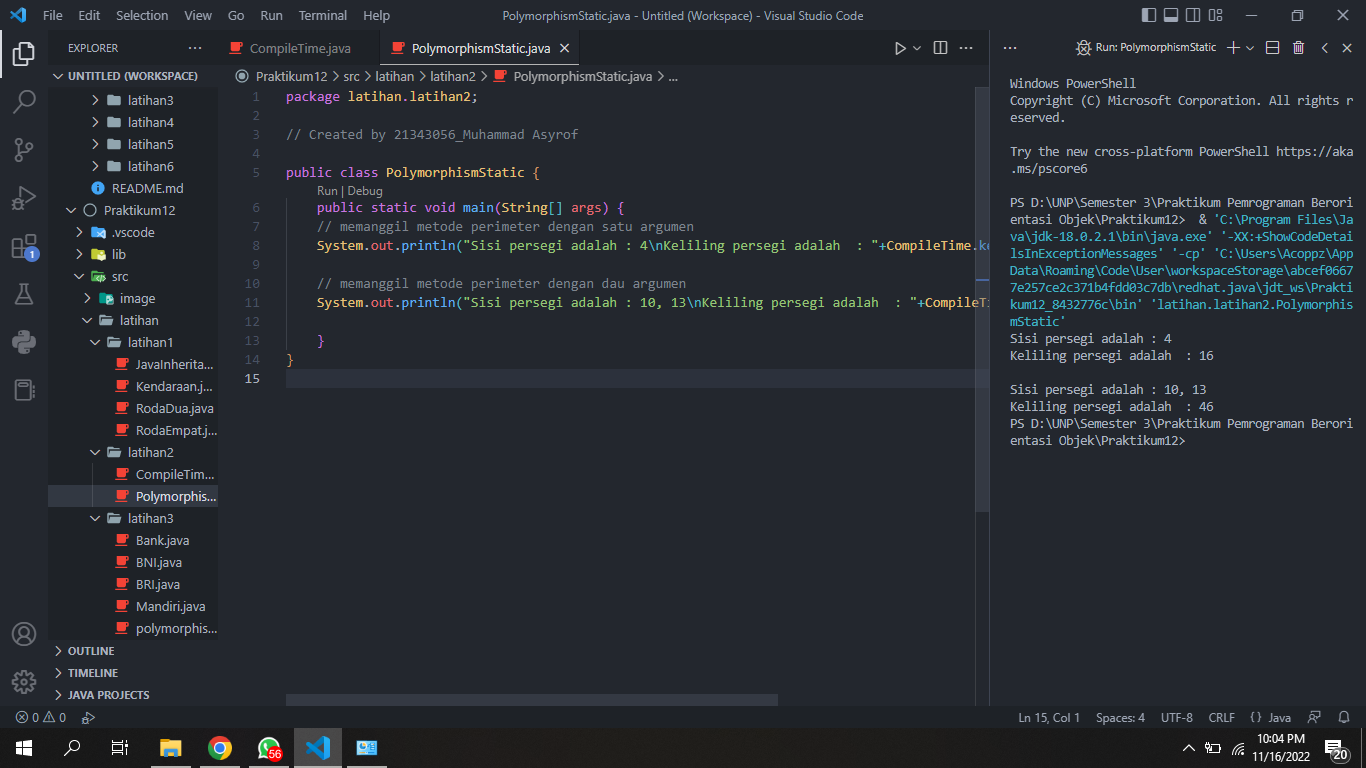 File Edit Selection View Go Run Terminal Help
PolymorphismStatic.java - Untitled (Workspace) - Visual Studio Code
EXPLORER
UNTITLED (WORKSPACE)
latihan3
latihan4
latihan5
latihan6
README.md
Praktikum12
.vscode
lib
src
image
latihan
latihan1
JavaInherita...
Kendaraan.j...
RodaDua.java
RodaEmpat.j...
latihan2
CompileTim...
Polymorphis...
latihan3
Bank.java
BNI.java
BRI.java
Mandiri.java
polymorphis...
OUTLINE
TIMELINE
JAVA PROJECTS
1
CompileTime.java
PolymorphismStatic.java
Praktikum12 > src > latihan > latihan2 > PolymorphismStatic.java > ...
1 package latihan.latihan2;
2
3 // Created by 21343056_Muhammad Asyrof
4
5 public class PolymorphismStatic {
Run | Debug
6 public static void main(String[] args) {
7 // memanggil metode perimeter dengan satu argumen
8 System.out.println("Sisi persegi adalah : 4\nKeliling persegi adalah  : "+CompileTime.ke
9
10 // memanggil metode perimeter dengan dau argumen
11 System.out.println("Sisi persegi adalah : 10, 13\nKeliling persegi adalah  : "+CompileTi
12
13 }
14 }
15
Run: PolymorphismStatic
Windows PowerShell
Copyright (C) Microsoft Corporation. All rights r
eserved.
Try the new cross-platform PowerShell https://aka
.ms/pscore6
PS D:\UNP\Semester 3\Praktikum Pemrograman Berori
entasi Objek\Praktikum12>  & 'C:\Program Files\Ja
va\jdk-18.0.2.1\bin\java.exe' '-XX:+ShowCodeDetai
lsInExceptionMessages' '-cp' 'C:\Users\Acoppz\App
Data\Roaming\Code\User\workspaceStorage\abcef0667
7e257ce2c371b4fdd03c7db\redhat.java\jdt_ws\Prakti
kum12_8432776c\bin' 'latihan.latihan2.Polymorphis
mStatic'
Sisi persegi adalah : 4
Keliling persegi adalah  : 16
Sisi persegi adalah : 10, 13
Keliling persegi adalah  : 46
PS D:\UNP\Semester 3\Praktikum Pemrograman Berori
entasi Objek\Praktikum12>
0 0
Ln 15, Col 1 Spaces: 4 UTF-8 CRLF {} Java
56
10:04 PM
11/16/2022
20